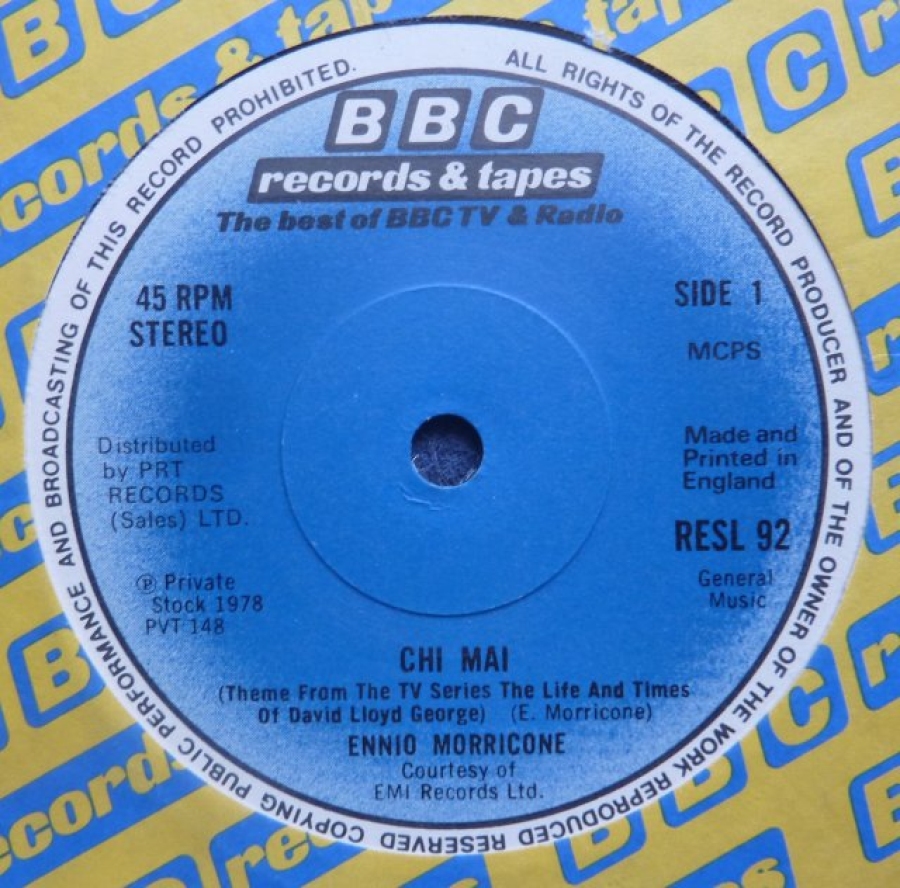 ALL RIGHTS OF THE RECORD PRODUCER AND OF THE OWNER OF THE WORK REPRODUCED RESERVED COPYING PUBLIC PERFORMANCE AND BROADCASTING OF THIS RECORD PROHIBITED.
BBC
records & tapes
The best of BBC TV & Radio
45 RPM
STEREO
SIDE 1
MCPS
Distributed
by PRT
RECORDS
(Sales) LTD.
Made and
Printed in
England
RESL 92
General
Music
℗ Private
Stock 1978
PVT 148
CHI MAI
(Theme From The TV Series The Life And Times
Of David Lloyd George) (E. Morricone)
ENNIO MORRICONE
Courtesy of
EMI Records Ltd.